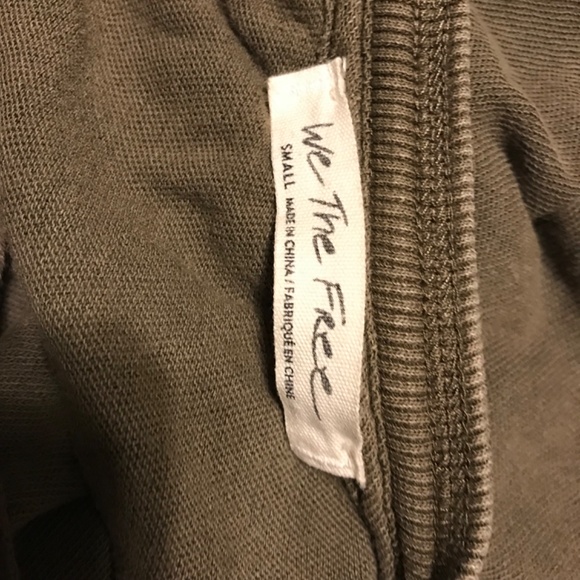 We The Free
SMALL MADE IN CHINA / FABRIQUÉ EN CHINE